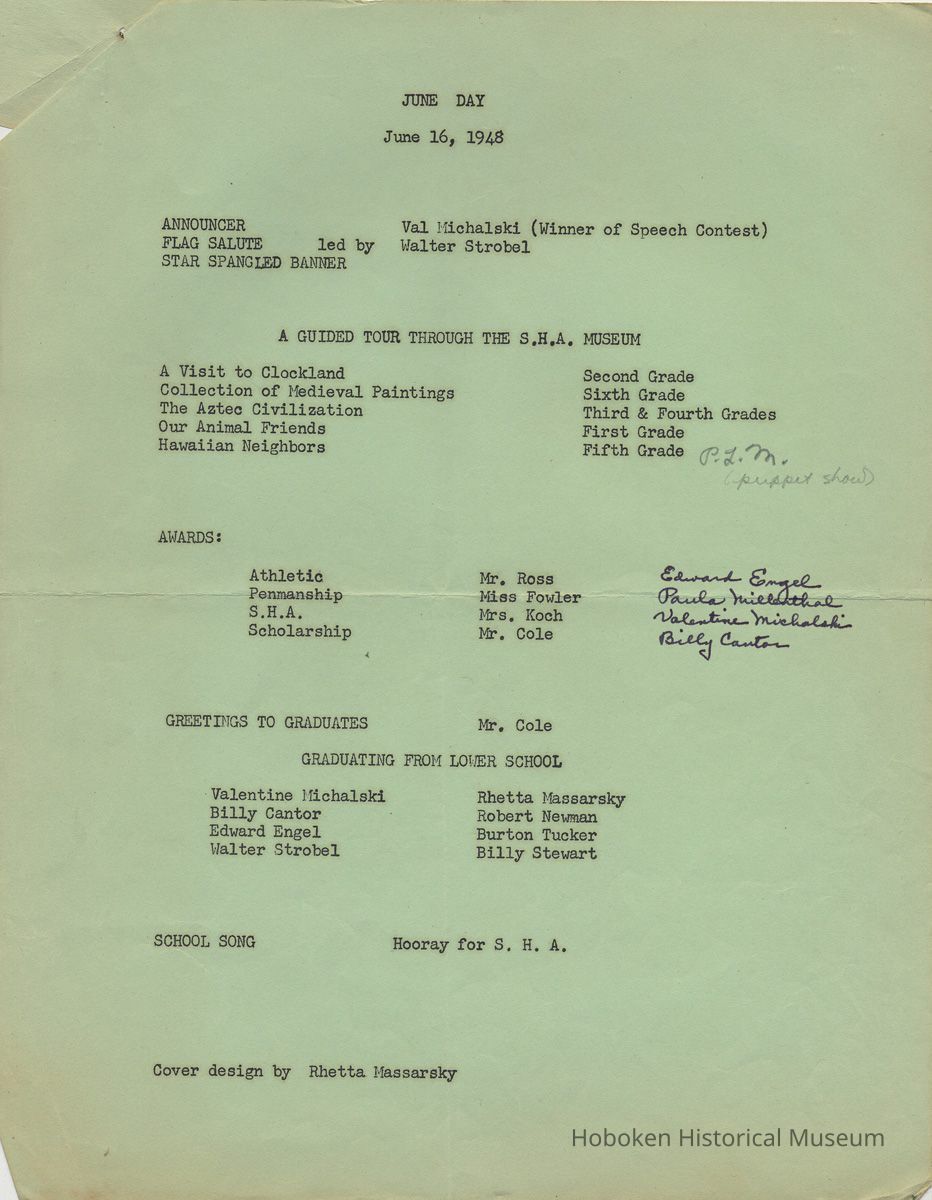 JUNE DAY
June 16, 1948
ANNOUNCER Val Michalski (Winner of Speech Contest)
FLAG SALUTE led by Walter Strobel
STAR SPANGLED BANNER
A GUIDED TOUR THROUGH THE S.H.A. MUSEUM
A Visit to Clockland Second Grade
Collection of Medieval Paintings Sixth Grade
The Aztec Civilization Third & Fourth Grades
Our Animal Friends First Grade
Hawaiian Neighbors Fifth Grade P.L.M.
(puppet show)
AWARDS:
Athletic Mr. Ross Edward Engel
Penmanship Miss Fowler Paula Millenthal
S.H.A. Mrs. Koch Valentine Michalski
Scholarship Mr. Cole Billy Cantor
GREETINGS TO GRADUATES Mr. Cole
GRADUATING FROM LOWER SCHOOL
Valentine Michalski Rhetta Massarsky
Billy Cantor Robert Newman
Edward Engel Burton Tucker
Walter Strobel Billy Stewart
SCHOOL SONG Hooray for S. H. A.
Cover design by Rhetta Massarsky
Hoboken Historical Museum